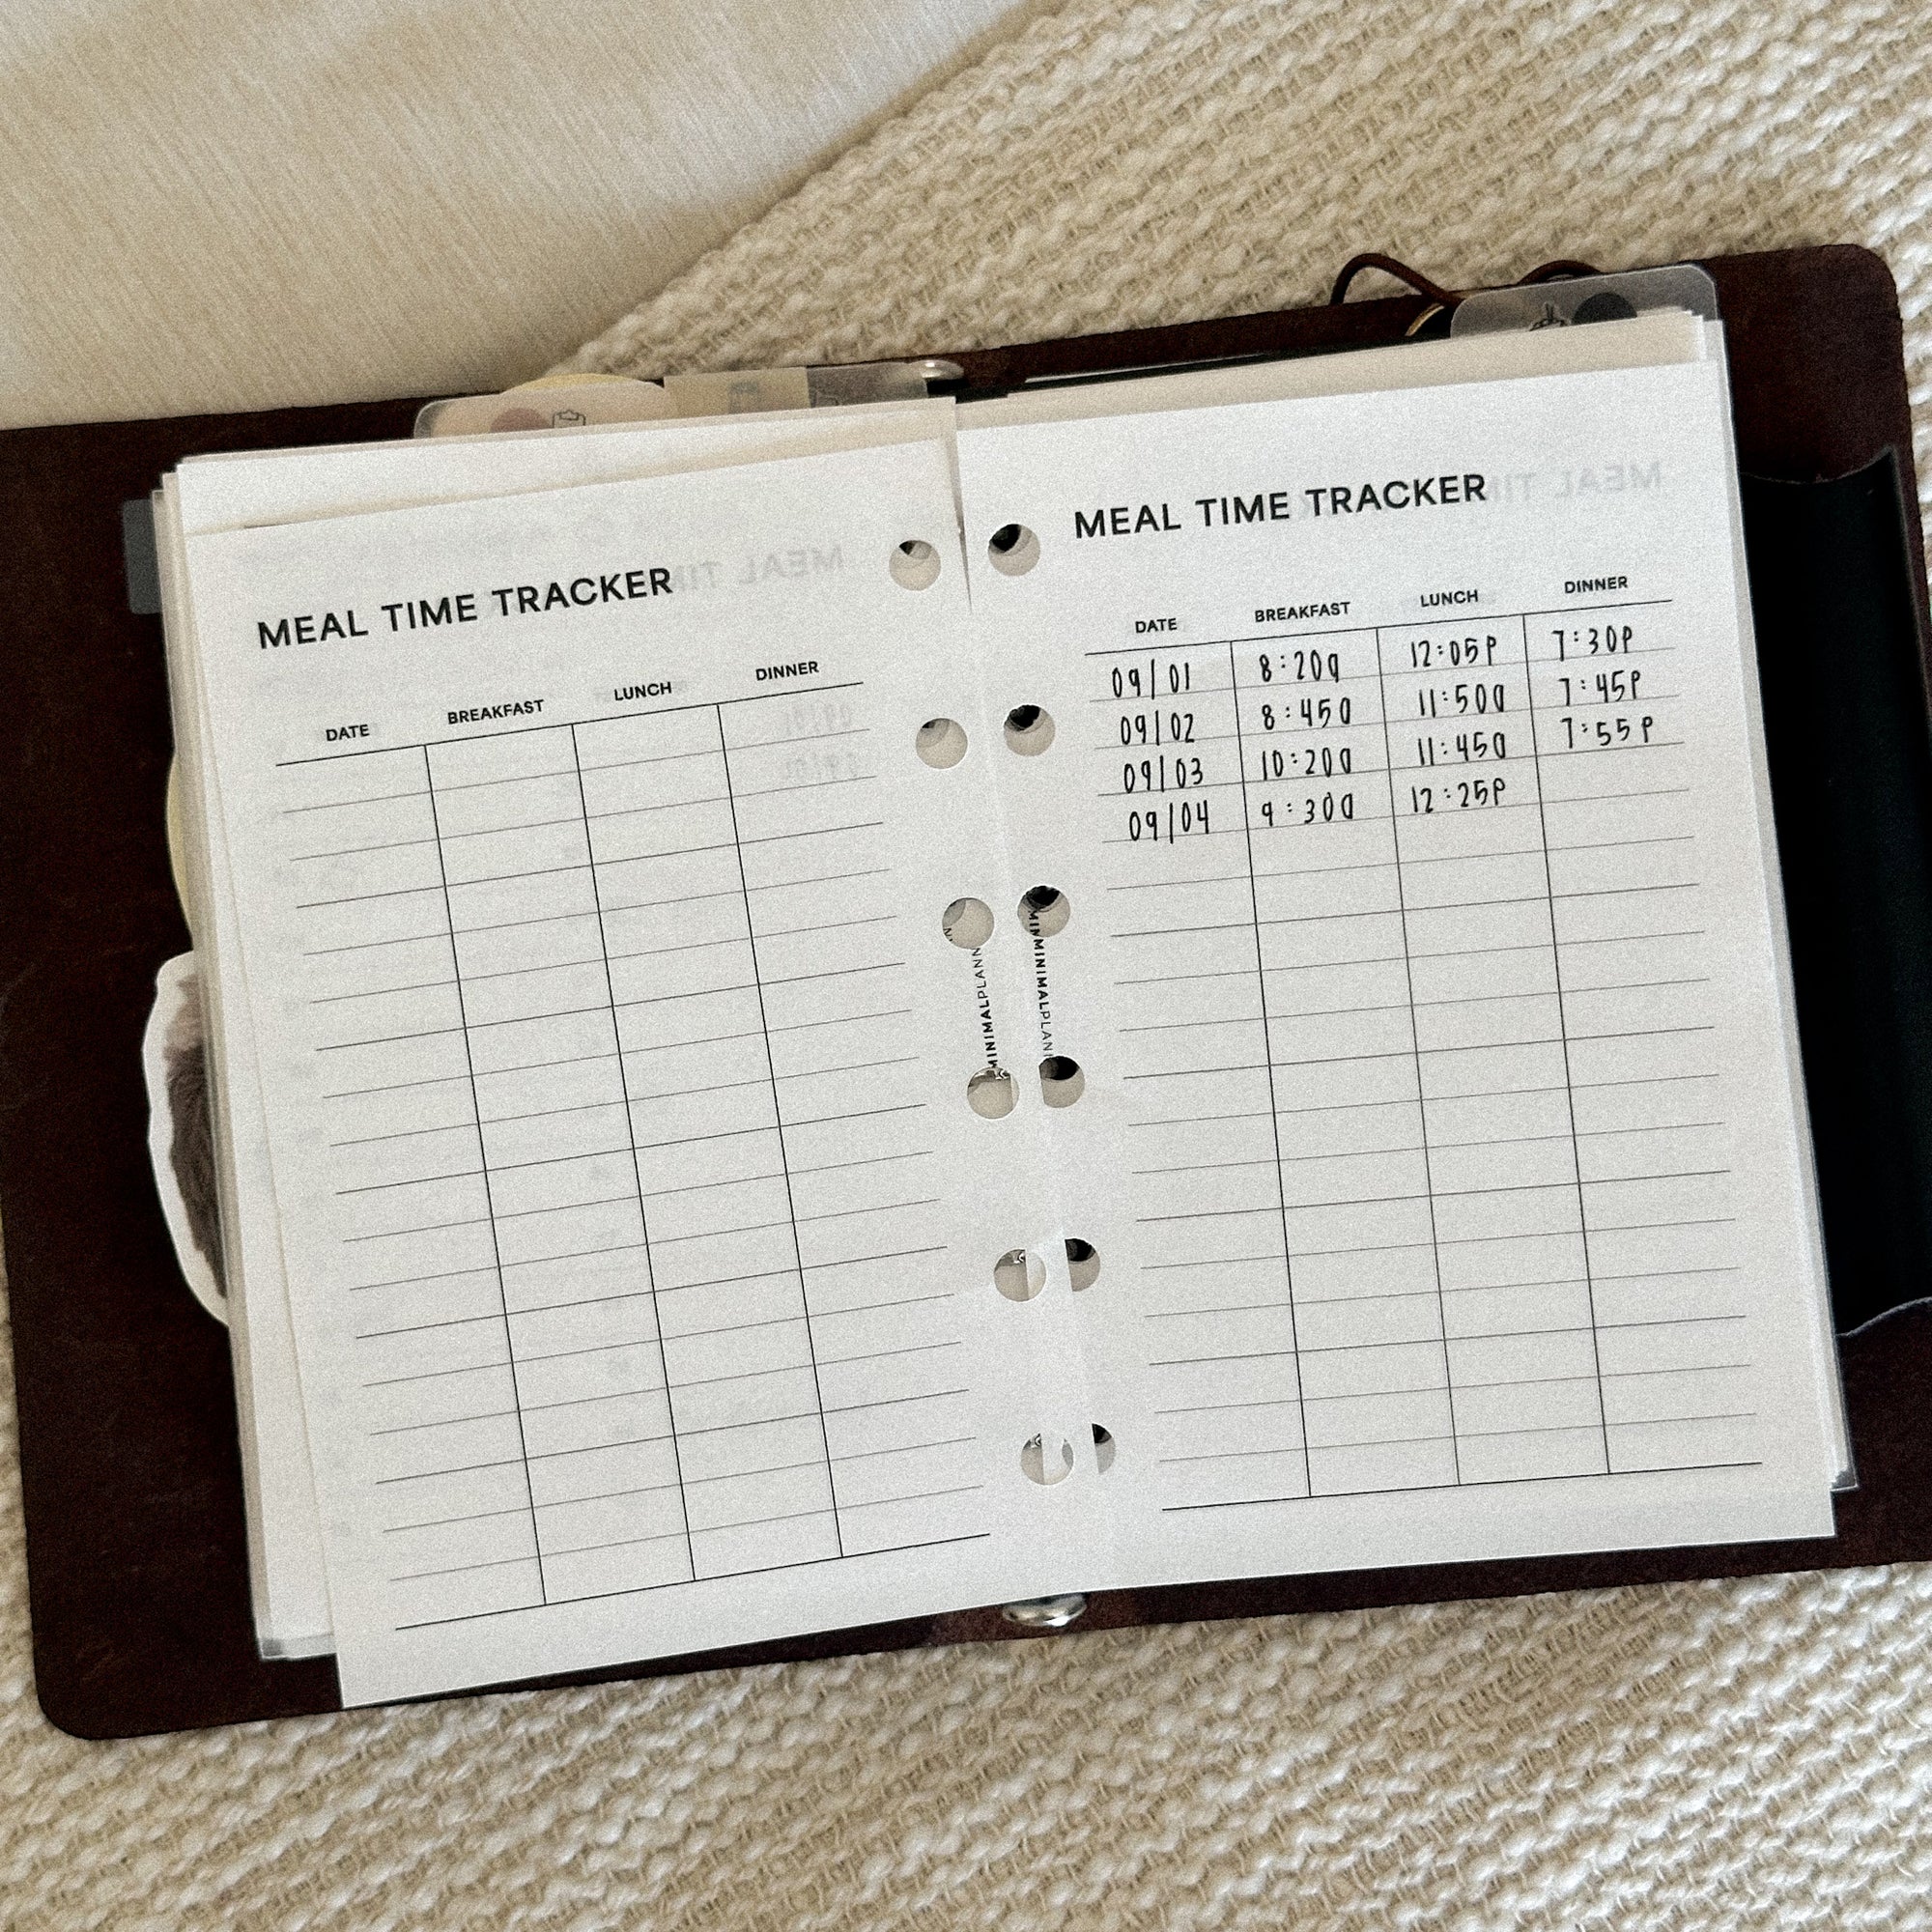 MEAL TIME TRACKER
DATE BREAKFAST LUNCH DINNER
MINIMALPLANN
MEAL TIME TRACKER
DATE BREAKFAST LUNCH DINNER
09/01 8:20a 12:05P 7:30P
09/02 8:45a 11:50a 7:45P
09/03 10:20a 11:45a 7:55P
09/04 9:30a 12:25P
MINIMALPLAN